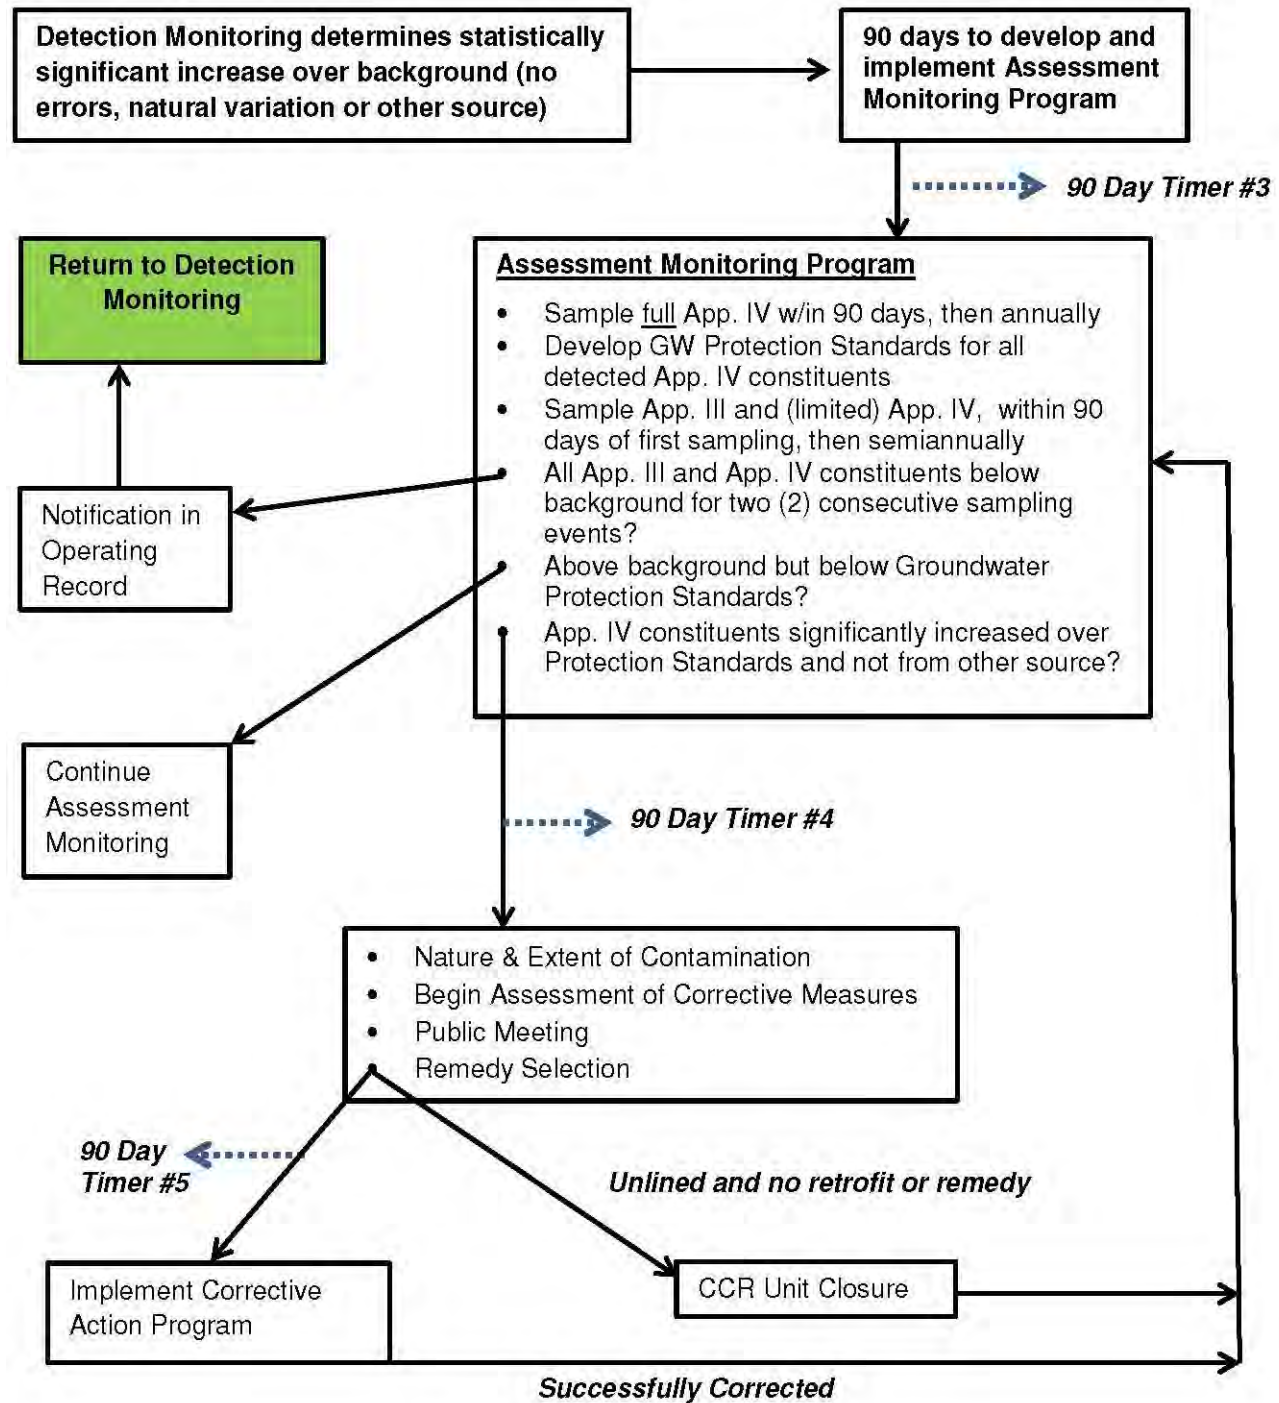 Detection Monitoring determines statistically
significant increase over background (no
errors, natural variation or other source)
90 days to develop and
implement Assessment
Monitoring Program
90 Day Timer #3
Return to Detection
Monitoring
Assessment Monitoring Program
• Sample full App. IV w/in 90 days, then annually
• Develop GW Protection Standards for all
detected App. IV constituents
• Sample App. III and (limited) App. IV, within 90
days of first sampling, then semiannually
• All App. III and App. IV constituents below
background for two (2) consecutive sampling
events?
• Above background but below Groundwater
Protection Standards?
• App. IV constituents significantly increased over
Protection Standards and not from other source?
Notification in
Operating
Record
Continue
Assessment
Monitoring
90 Day Timer #4
• Nature & Extent of Contamination
• Begin Assessment of Corrective Measures
• Public Meeting
• Remedy Selection
90 Day
Timer #5
Unlined and no retrofit or remedy
Implement Corrective
Action Program
CCR Unit Closure
Successfully Corrected